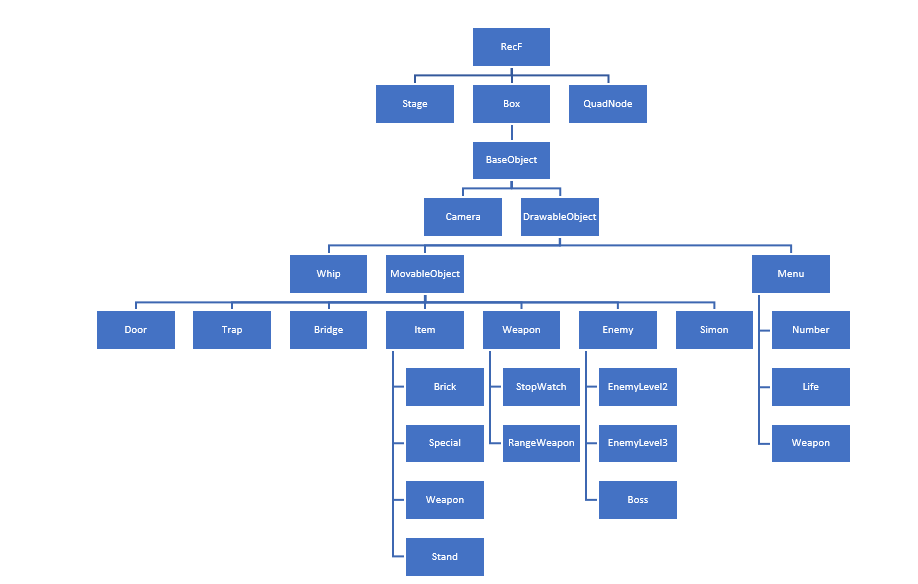 RecF
Stage Box QuadNode
BaseObject
Camera DrawableObject
Whip MovableObject Menu
Door Trap Bridge Item Weapon Enemy Simon Number
Brick StopWatch EnemyLevel2 Life
Special RangeWeapon EnemyLevel3 Weapon
Weapon Boss
Stand